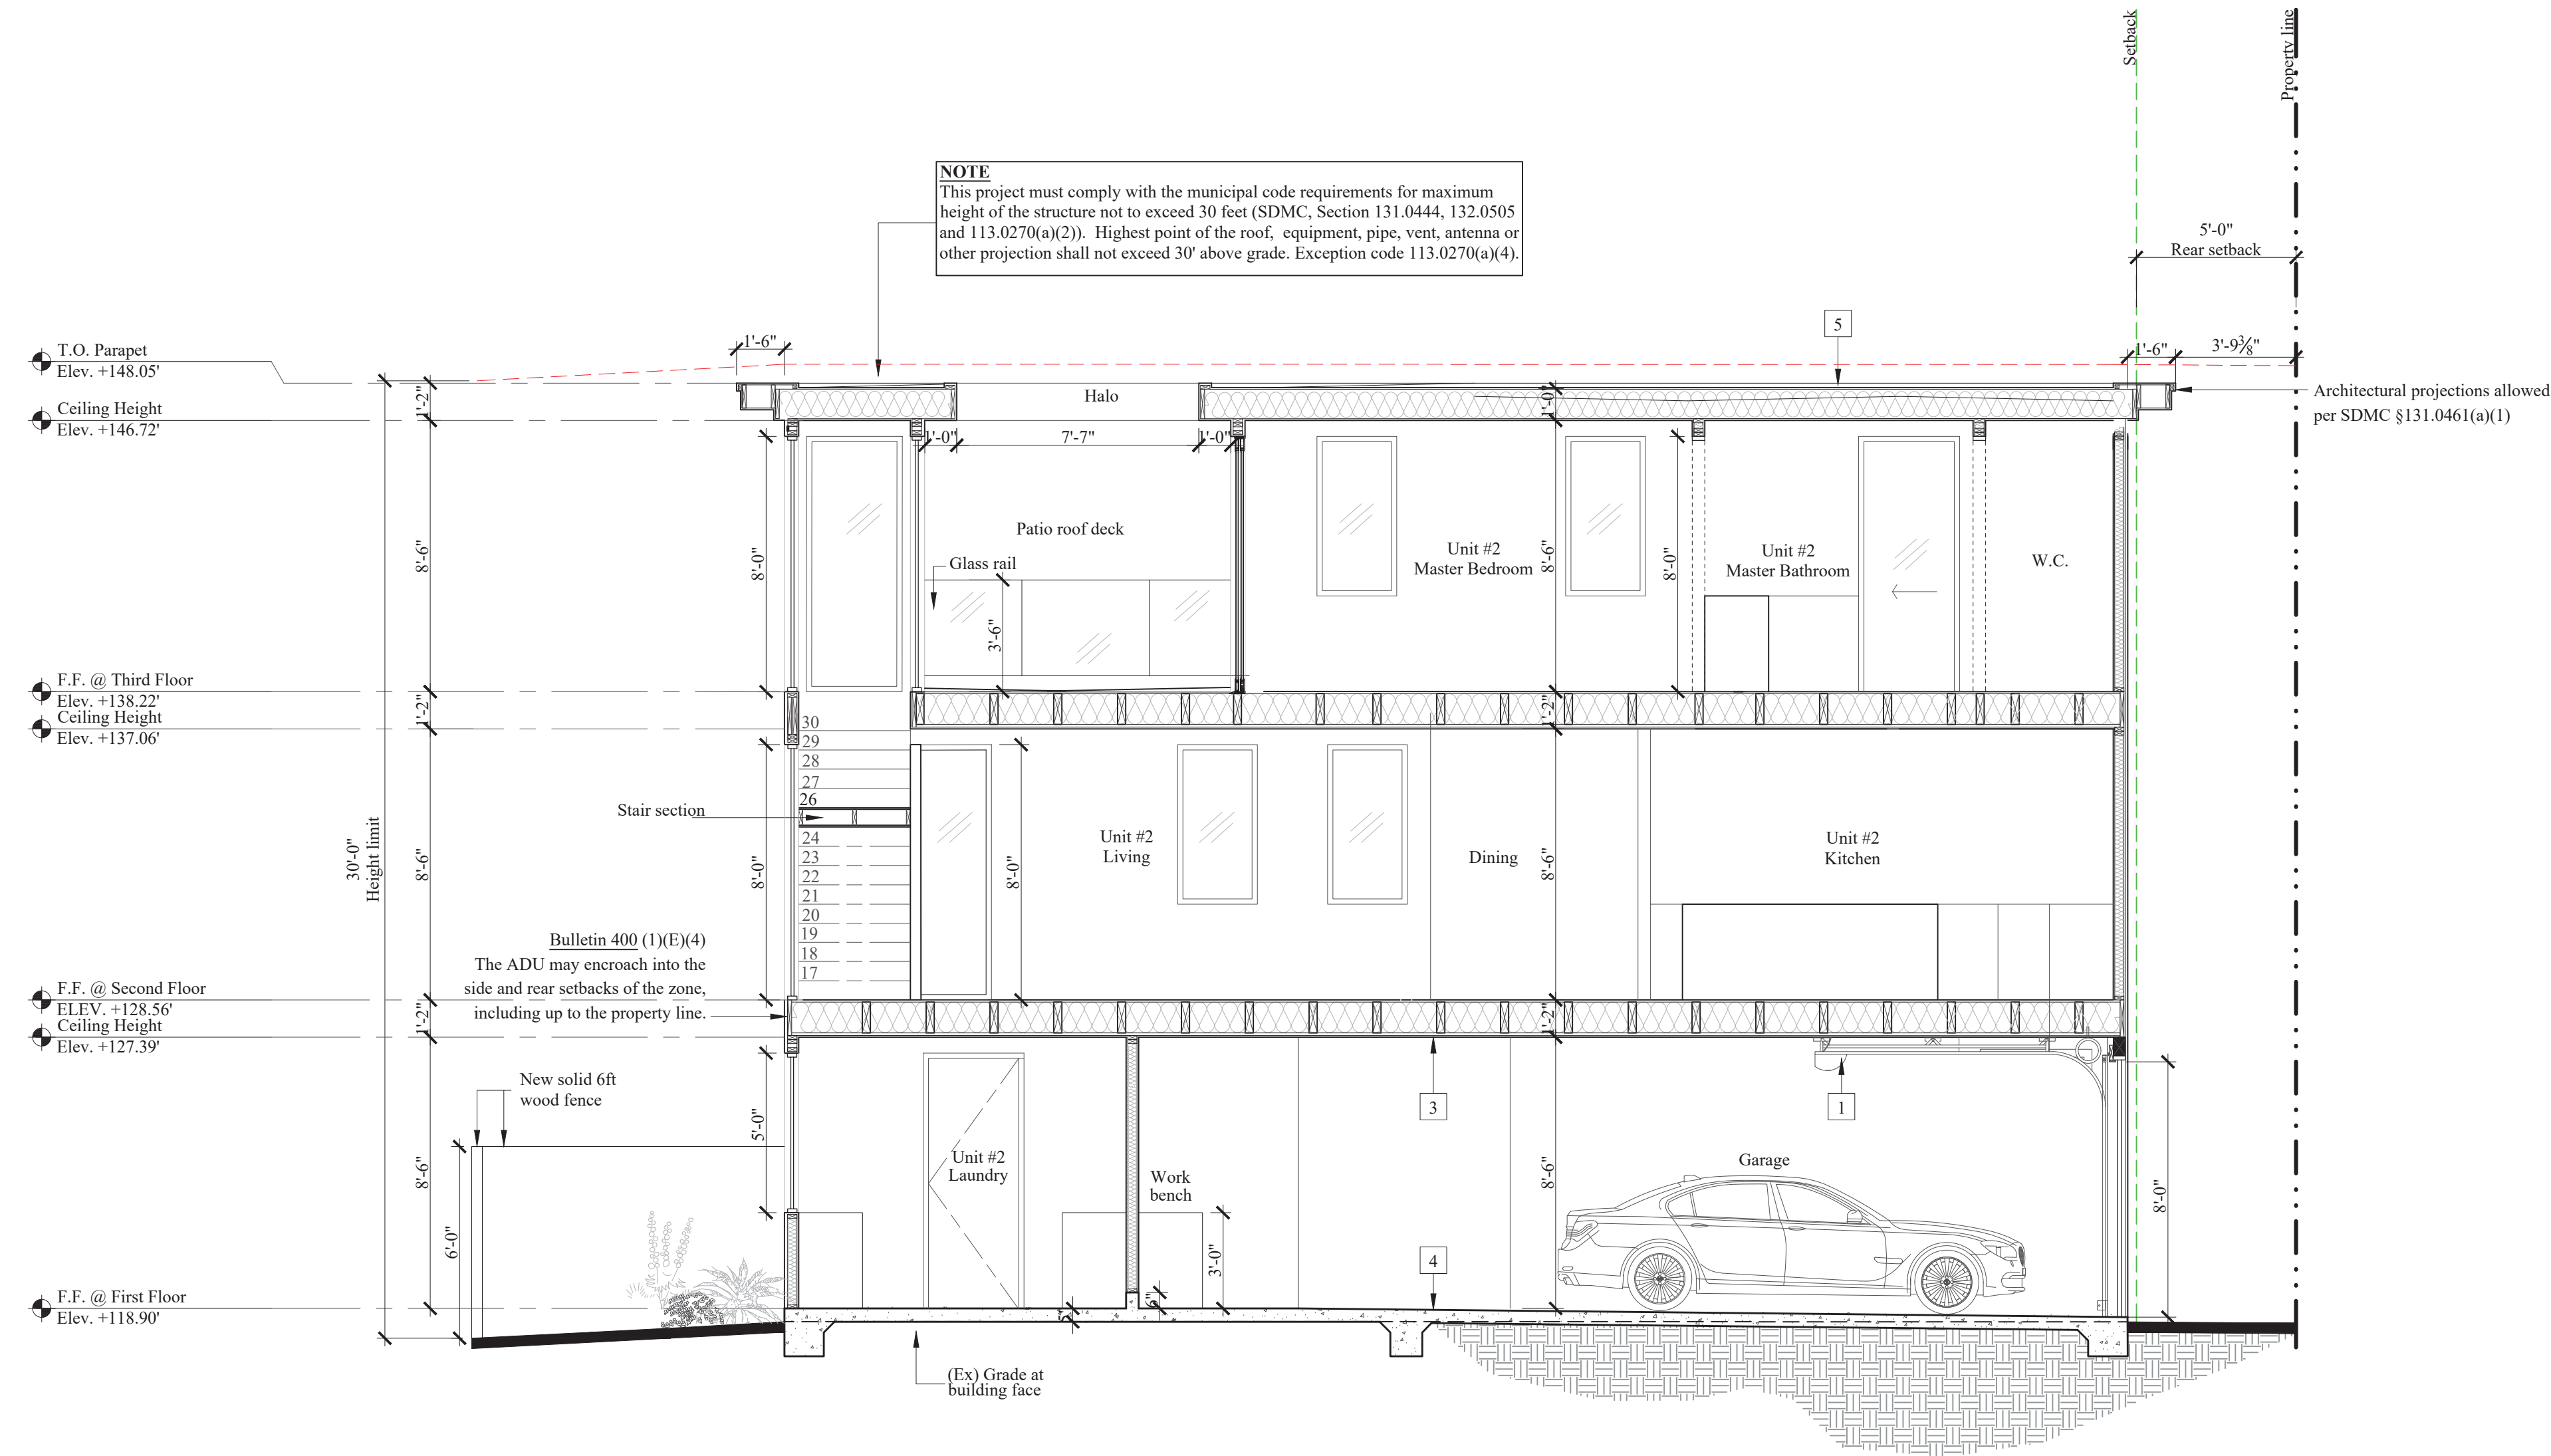 Setback
Property line
NOTE
This project must comply with the municipal code requirements for maximum
height of the structure not to exceed 30 feet (SDMC, Section 131.0444, 132.0505
and 113.0270(a)(2)).  Highest point of the roof,  equipment, pipe, vent, antenna or
other projection shall not exceed 30' above grade. Exception code 113.0270(a)(4).
5'-0"
Rear setback
5
T.O. Parapet
Elev. +148.05'
1'-6"
1'-6"
3'-9⅜"
Architectural projections allowed
per SDMC §131.0461(a)(1)
Halo
1'-2"
1'-0"
Ceiling Height
Elev. +146.72'
1'-0"
7'-7"
1'-0"
8'-6"
8'-0"
Patio roof deck
Glass rail
3'-6"
Unit #2
Master Bedroom
8'-6"
8'-0"
Unit #2
Master Bathroom
W.C.
F.F. @ Third Floor
Elev. +138.22'
Ceiling Height
Elev. +137.06'
1'-2"
1'-2"
30
29
28
27
26
24
23
22
21
20
19
18
17
Stair section
30'-0"
Height limit
8'-6"
8'-0"
8'-0"
Unit #2
Living
Dining
8'-6"
Unit #2
Kitchen
Bulletin 400 (1)(E)(4)
The ADU may encroach into the
side and rear setbacks of the zone,
including up to the property line.
F.F. @ Second Floor
ELEV. +128.56'
Ceiling Height
Elev. +127.39'
1'-2"
1'-2"
New solid 6ft
wood fence
3
1
6'-0"
8'-6"
5'-0"
Unit #2
Laundry
Work
bench
3'-0"
6"
8'-6"
Garage
8'-0"
4
F.F. @ First Floor
Elev. +118.90'
5"
(Ex) Grade at
building face